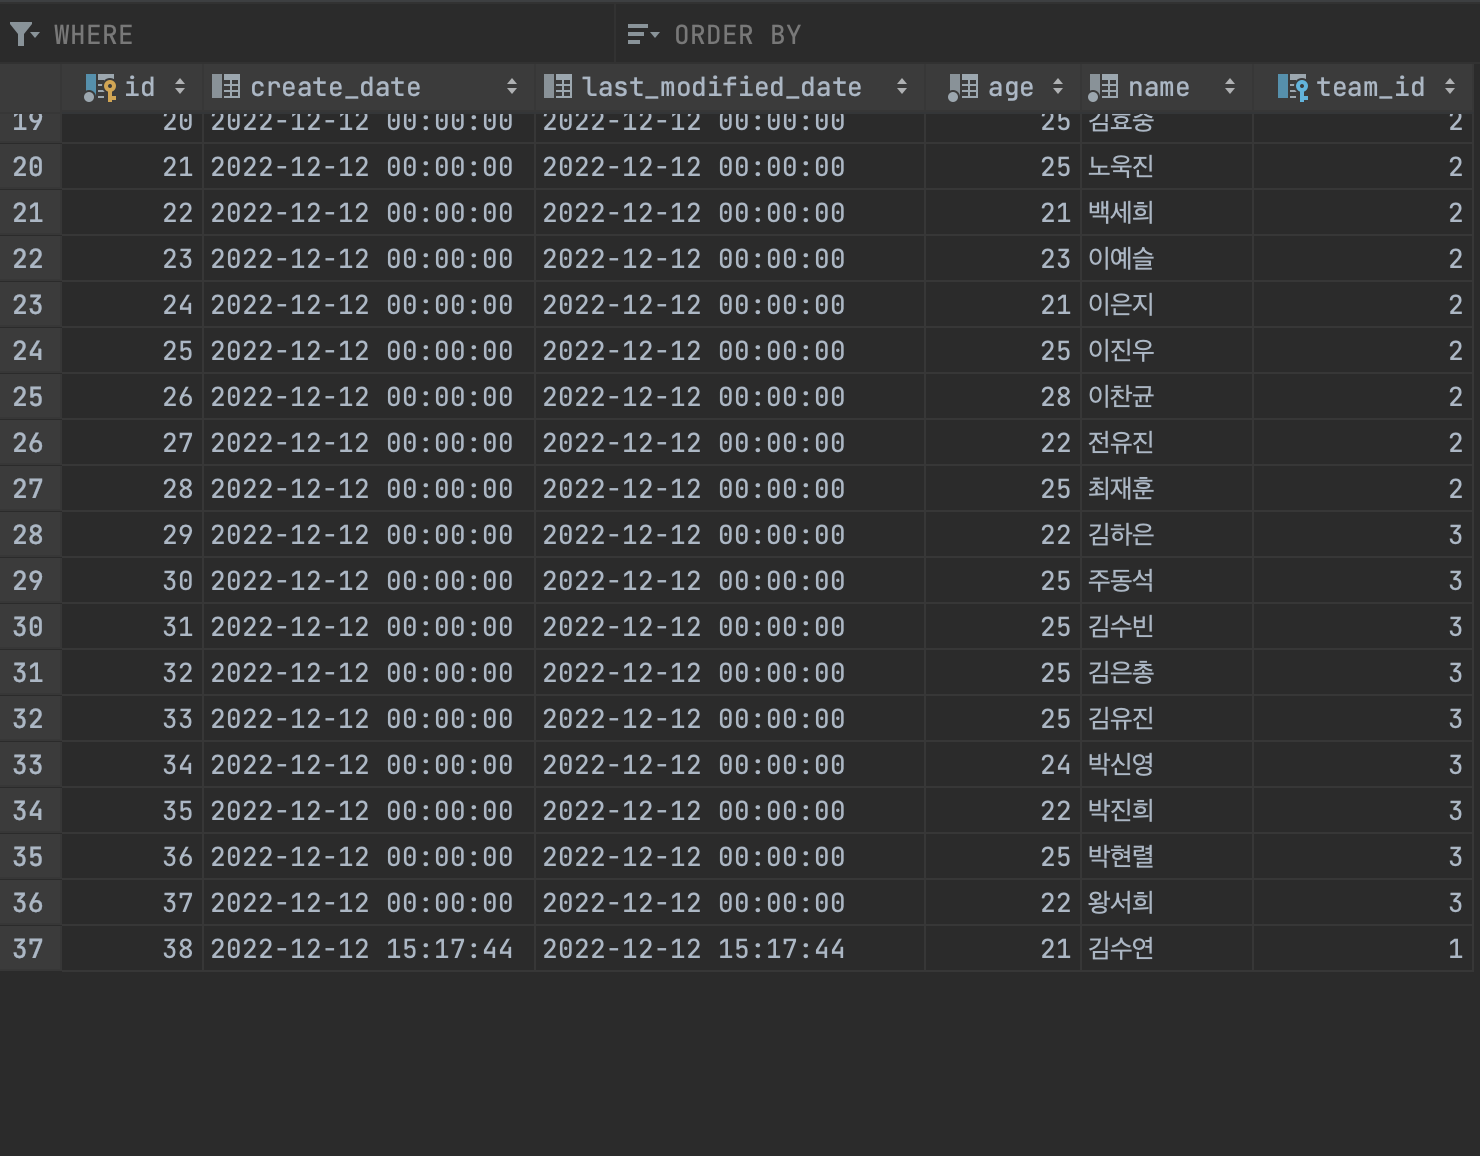 WHERE ORDER BY
id create_date last_modified_date age name team_id
19 20 2022-12-12 00:00:00 2022-12-12 00:00:00 25 김효중 2
20 21 2022-12-12 00:00:00 2022-12-12 00:00:00 25 노욱진 2
21 22 2022-12-12 00:00:00 2022-12-12 00:00:00 21 백세희 2
22 23 2022-12-12 00:00:00 2022-12-12 00:00:00 23 이예슬 2
23 24 2022-12-12 00:00:00 2022-12-12 00:00:00 21 이은지 2
24 25 2022-12-12 00:00:00 2022-12-12 00:00:00 25 이진우 2
25 26 2022-12-12 00:00:00 2022-12-12 00:00:00 28 이찬균 2
26 27 2022-12-12 00:00:00 2022-12-12 00:00:00 22 전유진 2
27 28 2022-12-12 00:00:00 2022-12-12 00:00:00 25 최재훈 2
28 29 2022-12-12 00:00:00 2022-12-12 00:00:00 22 김하은 3
29 30 2022-12-12 00:00:00 2022-12-12 00:00:00 25 주동석 3
30 31 2022-12-12 00:00:00 2022-12-12 00:00:00 25 김수빈 3
31 32 2022-12-12 00:00:00 2022-12-12 00:00:00 25 김은총 3
32 33 2022-12-12 00:00:00 2022-12-12 00:00:00 25 김유진 3
33 34 2022-12-12 00:00:00 2022-12-12 00:00:00 24 박신영 3
34 35 2022-12-12 00:00:00 2022-12-12 00:00:00 22 박진희 3
35 36 2022-12-12 00:00:00 2022-12-12 00:00:00 25 박현렬 3
36 37 2022-12-12 00:00:00 2022-12-12 00:00:00 22 왕서희 3
37 38 2022-12-12 15:17:44 2022-12-12 15:17:44 21 김수연 1